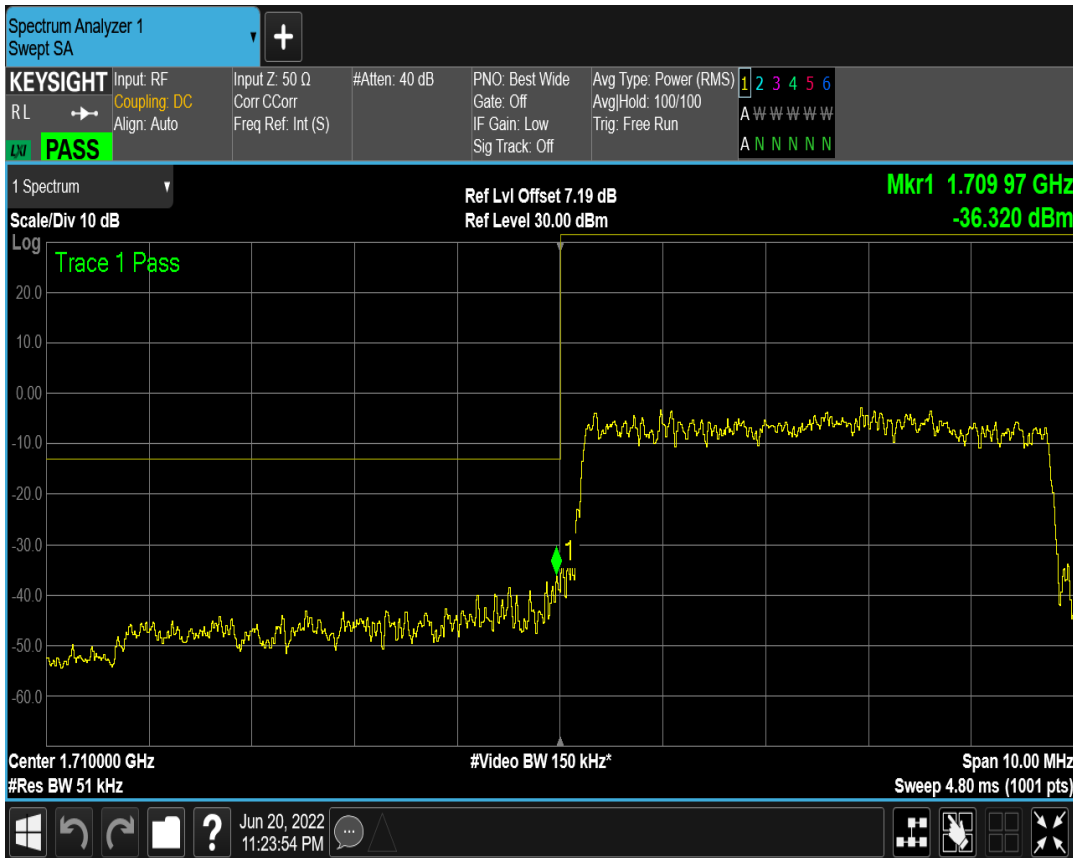 Spectrum Analyzer 1
Swept SA
+
KEYSIGHT
RL
LXI PASS
Input: RF
Coupling: DC
Align: Auto
Input Z: 50 Ω
Corr CCorr
Freq Ref: Int (S)
#Atten: 40 dB
PNO: Best Wide
Gate: Off
IF Gain: Low
Sig Track: Off
Avg Type: Power (RMS)
Avg|Hold: 100/100
Trig: Free Run
1 2 3 4 5 6
A W W W W W
A N N N N N
1 Spectrum
Scale/Div 10 dB
Ref Lvl Offset 7.19 dB
Ref Level 30.00 dBm
Mkr1 1.709 97 GHz
-36.320 dBm
Log
Trace 1 Pass
20.0
10.0
0.00
-10.0
-20.0
-30.0
-40.0
-50.0
-60.0
1
Center 1.710000 GHz
#Video BW 150 kHz*
Span 10.00 MHz
#Res BW 51 kHz
Sweep 4.80 ms (1001 pts)
?
Jun 20, 2022
11:23:54 PM